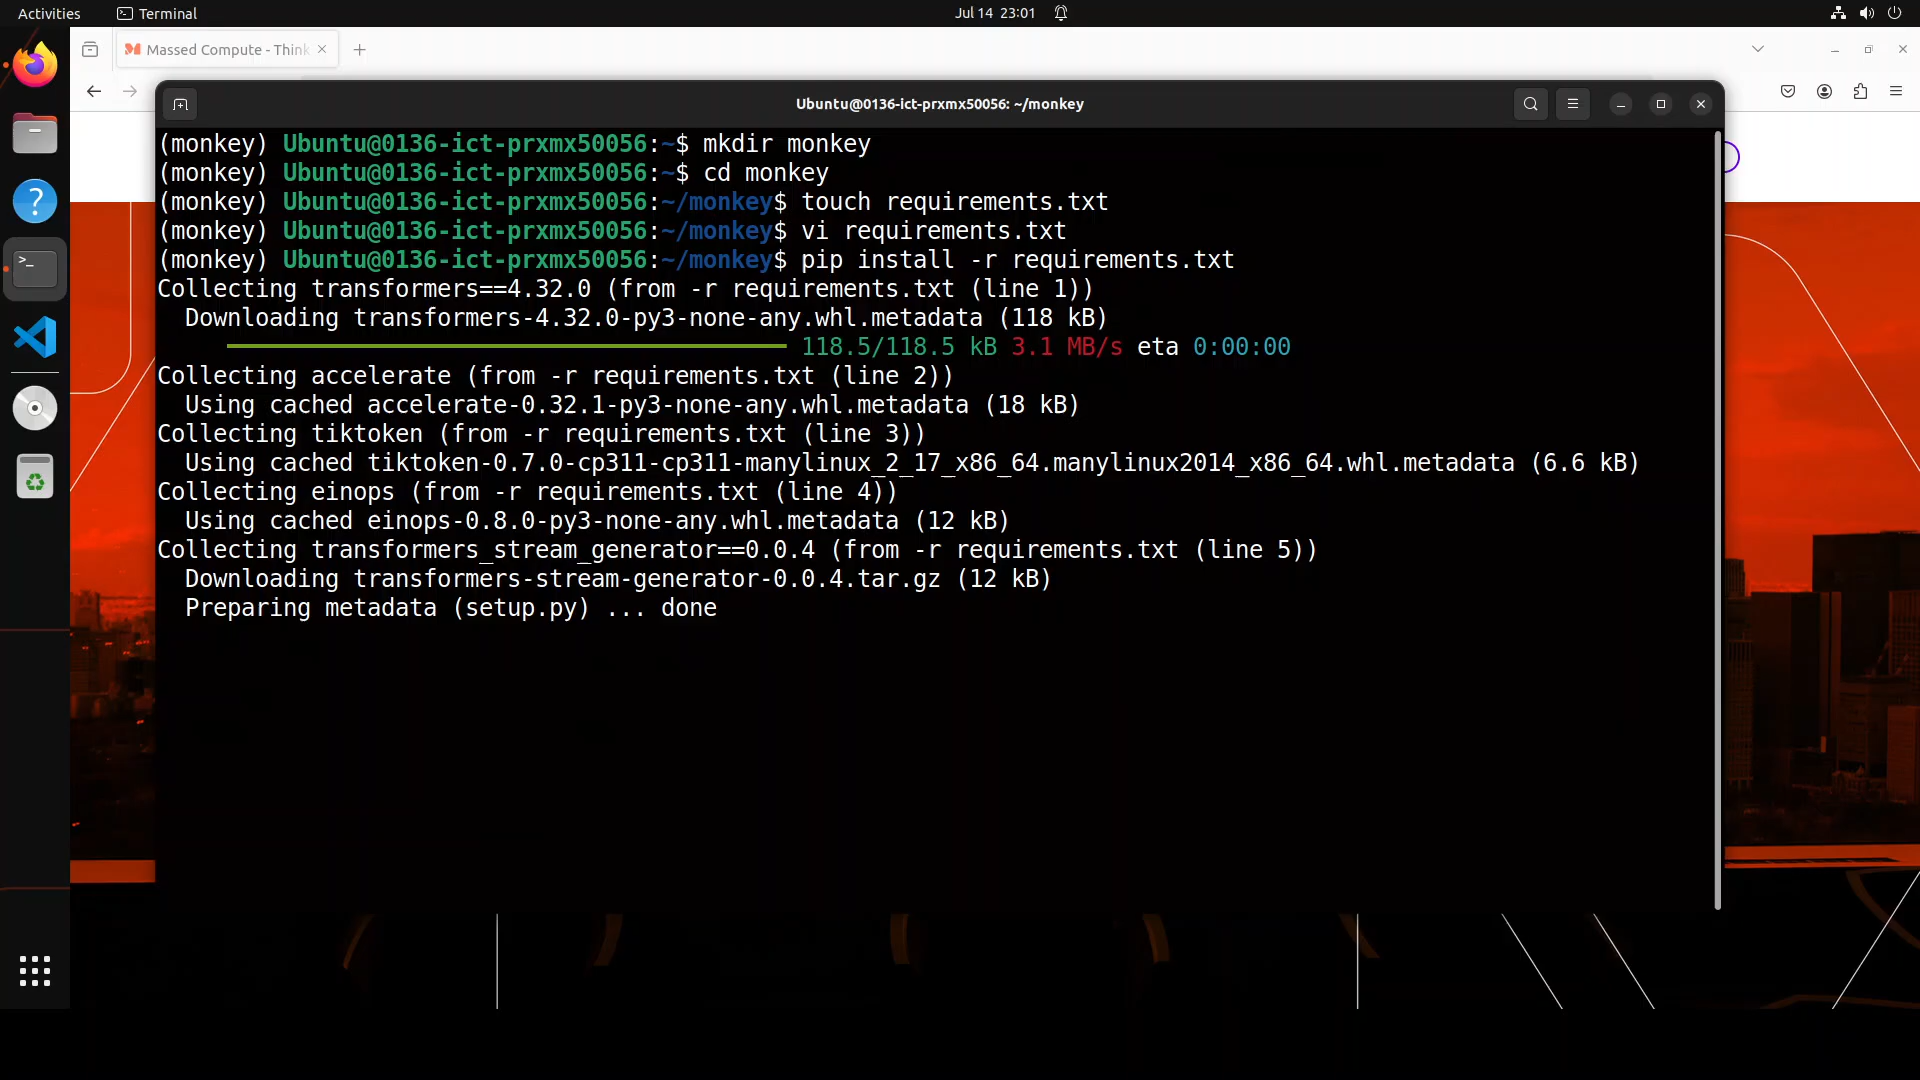 Activities Terminal Jul 14 23:01
Massed Compute - Think
Ubuntu@0136-ict-prxmx50056: ~/monkey
(monkey) Ubuntu@0136-ict-prxmx50056:~$ mkdir monkey
(monkey) Ubuntu@0136-ict-prxmx50056:~$ cd monkey
(monkey) Ubuntu@0136-ict-prxmx50056:~/monkey$ touch requirements.txt
(monkey) Ubuntu@0136-ict-prxmx50056:~/monkey$ vi requirements.txt
(monkey) Ubuntu@0136-ict-prxmx50056:~/monkey$ pip install -r requirements.txt
Collecting transformers==4.32.0 (from -r requirements.txt (line 1))
Downloading transformers-4.32.0-py3-none-any.whl.metadata (118 kB)
118.5/118.5 kB 3.1 MB/s eta 0:00:00
Collecting accelerate (from -r requirements.txt (line 2))
Using cached accelerate-0.32.1-py3-none-any.whl.metadata (18 kB)
Collecting tiktoken (from -r requirements.txt (line 3))
Using cached tiktoken-0.7.0-cp311-cp311-manylinux_2_17_x86_64.manylinux2014_x86_64.whl.metadata (6.6 kB)
Collecting einops (from -r requirements.txt (line 4))
Using cached einops-0.8.0-py3-none-any.whl.metadata (12 kB)
Collecting transformers_stream_generator==0.0.4 (from -r requirements.txt (line 5))
Downloading transformers-stream-generator-0.0.4.tar.gz (12 kB)
Preparing metadata (setup.py) ... done